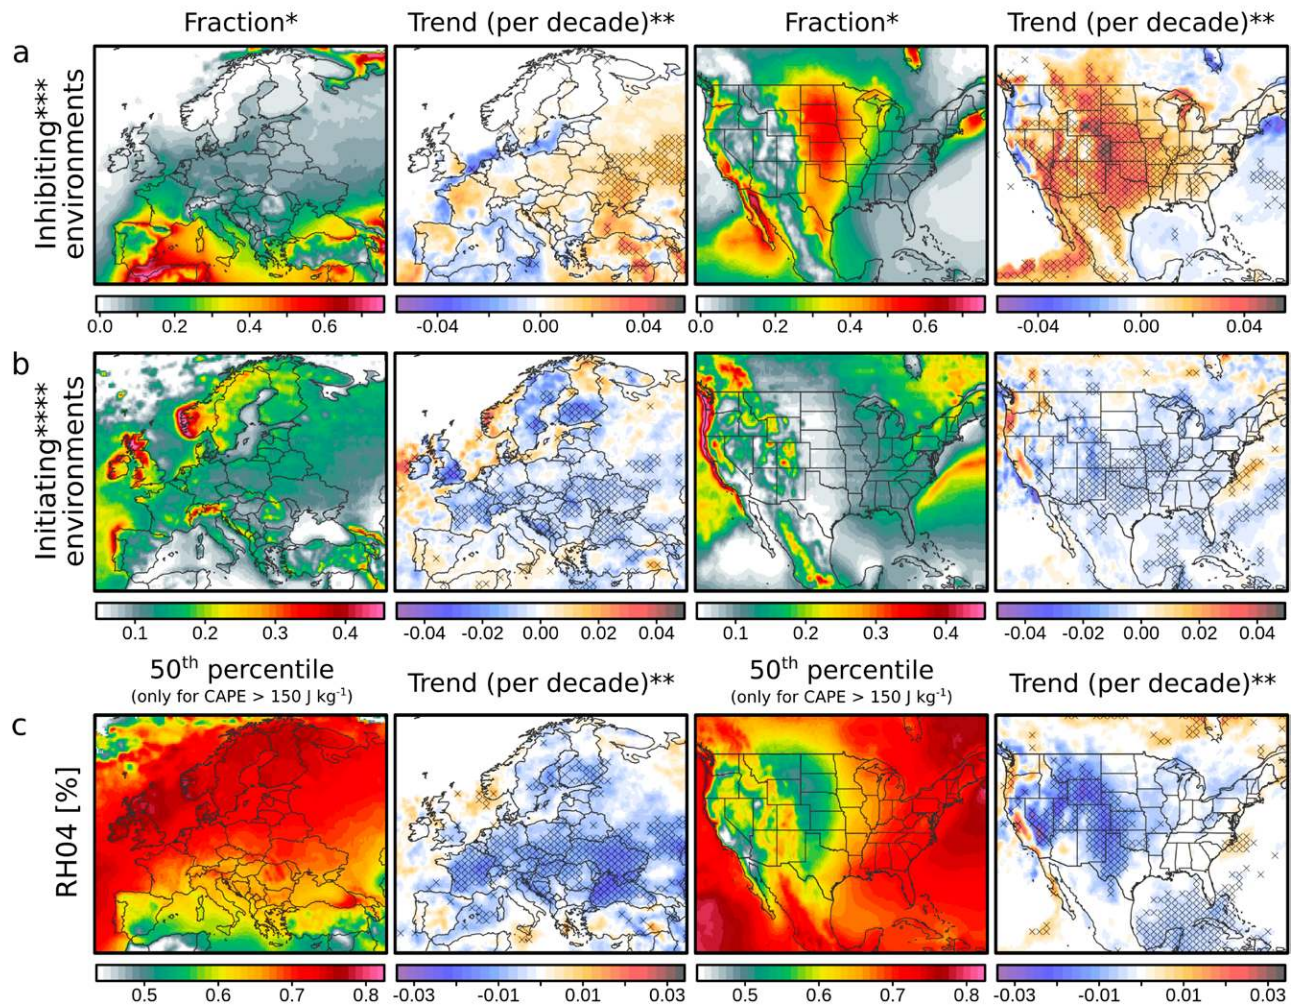 Fraction*
Trend (per decade)**
Fraction*
Trend (per decade)**
a
Inhibiting***
environments
0.0 0.2 0.4 0.6
-0.04 0.00 0.04
0.0 0.2 0.4 0.6
-0.04 0.00 0.04
b
Initiating****
environments
0.1 0.2 0.3 0.4
-0.04 -0.02 0.00 0.02 0.04
0.1 0.2 0.3 0.4
-0.04 -0.02 0.00 0.02 0.04
50th percentile
(only for CAPE > 150 J kg-1)
Trend (per decade)**
50th percentile
(only for CAPE > 150 J kg-1)
Trend (per decade)**
c
RH04 [%]
0.5 0.6 0.7 0.8
-0.03 -0.01 0.01 0.03
0.5 0.6 0.7 0.8
-0.03 -0.01 0.01 0.03